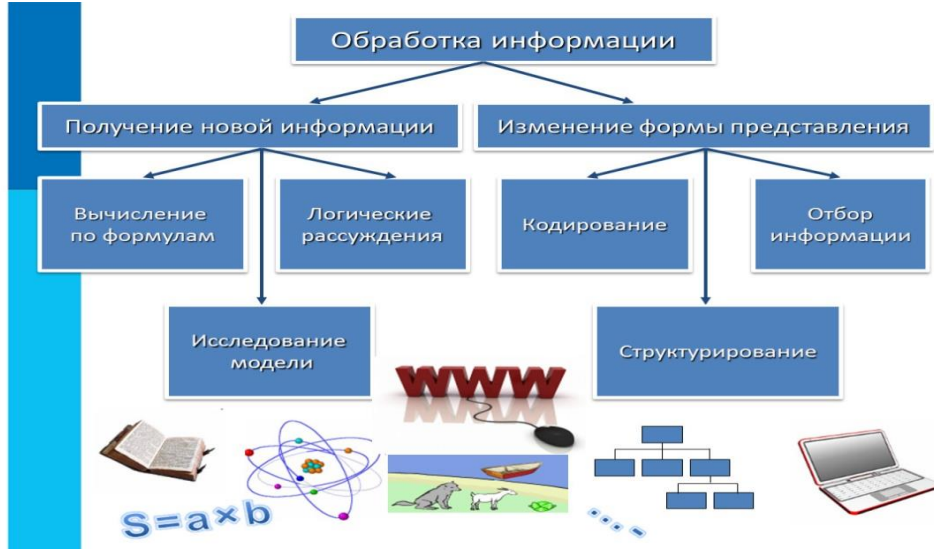 Обработка информации
Получение новой информации
Изменение формы представления
Вычисление
по формулам
Логические
рассуждения
Кодирование
Отбор
информации
Исследование
модели
Структурирование
www
S=a×b